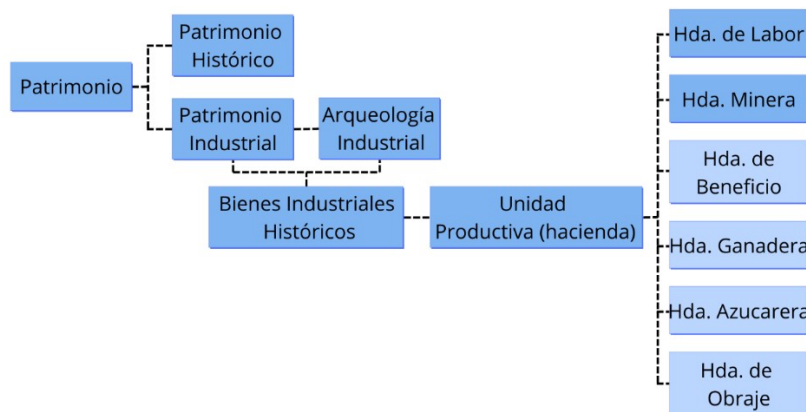 Patrimonio
Patrimonio
Histórico
Patrimonio
Industrial
Arqueología
Industrial
Bienes Industriales
Históricos
Unidad
Productiva (hacienda)
Hda. de Labor
Hda. Minera
Hda. de
Beneficio
Hda. Ganadera
Hda. Azucarera
Hda. de
Obraje